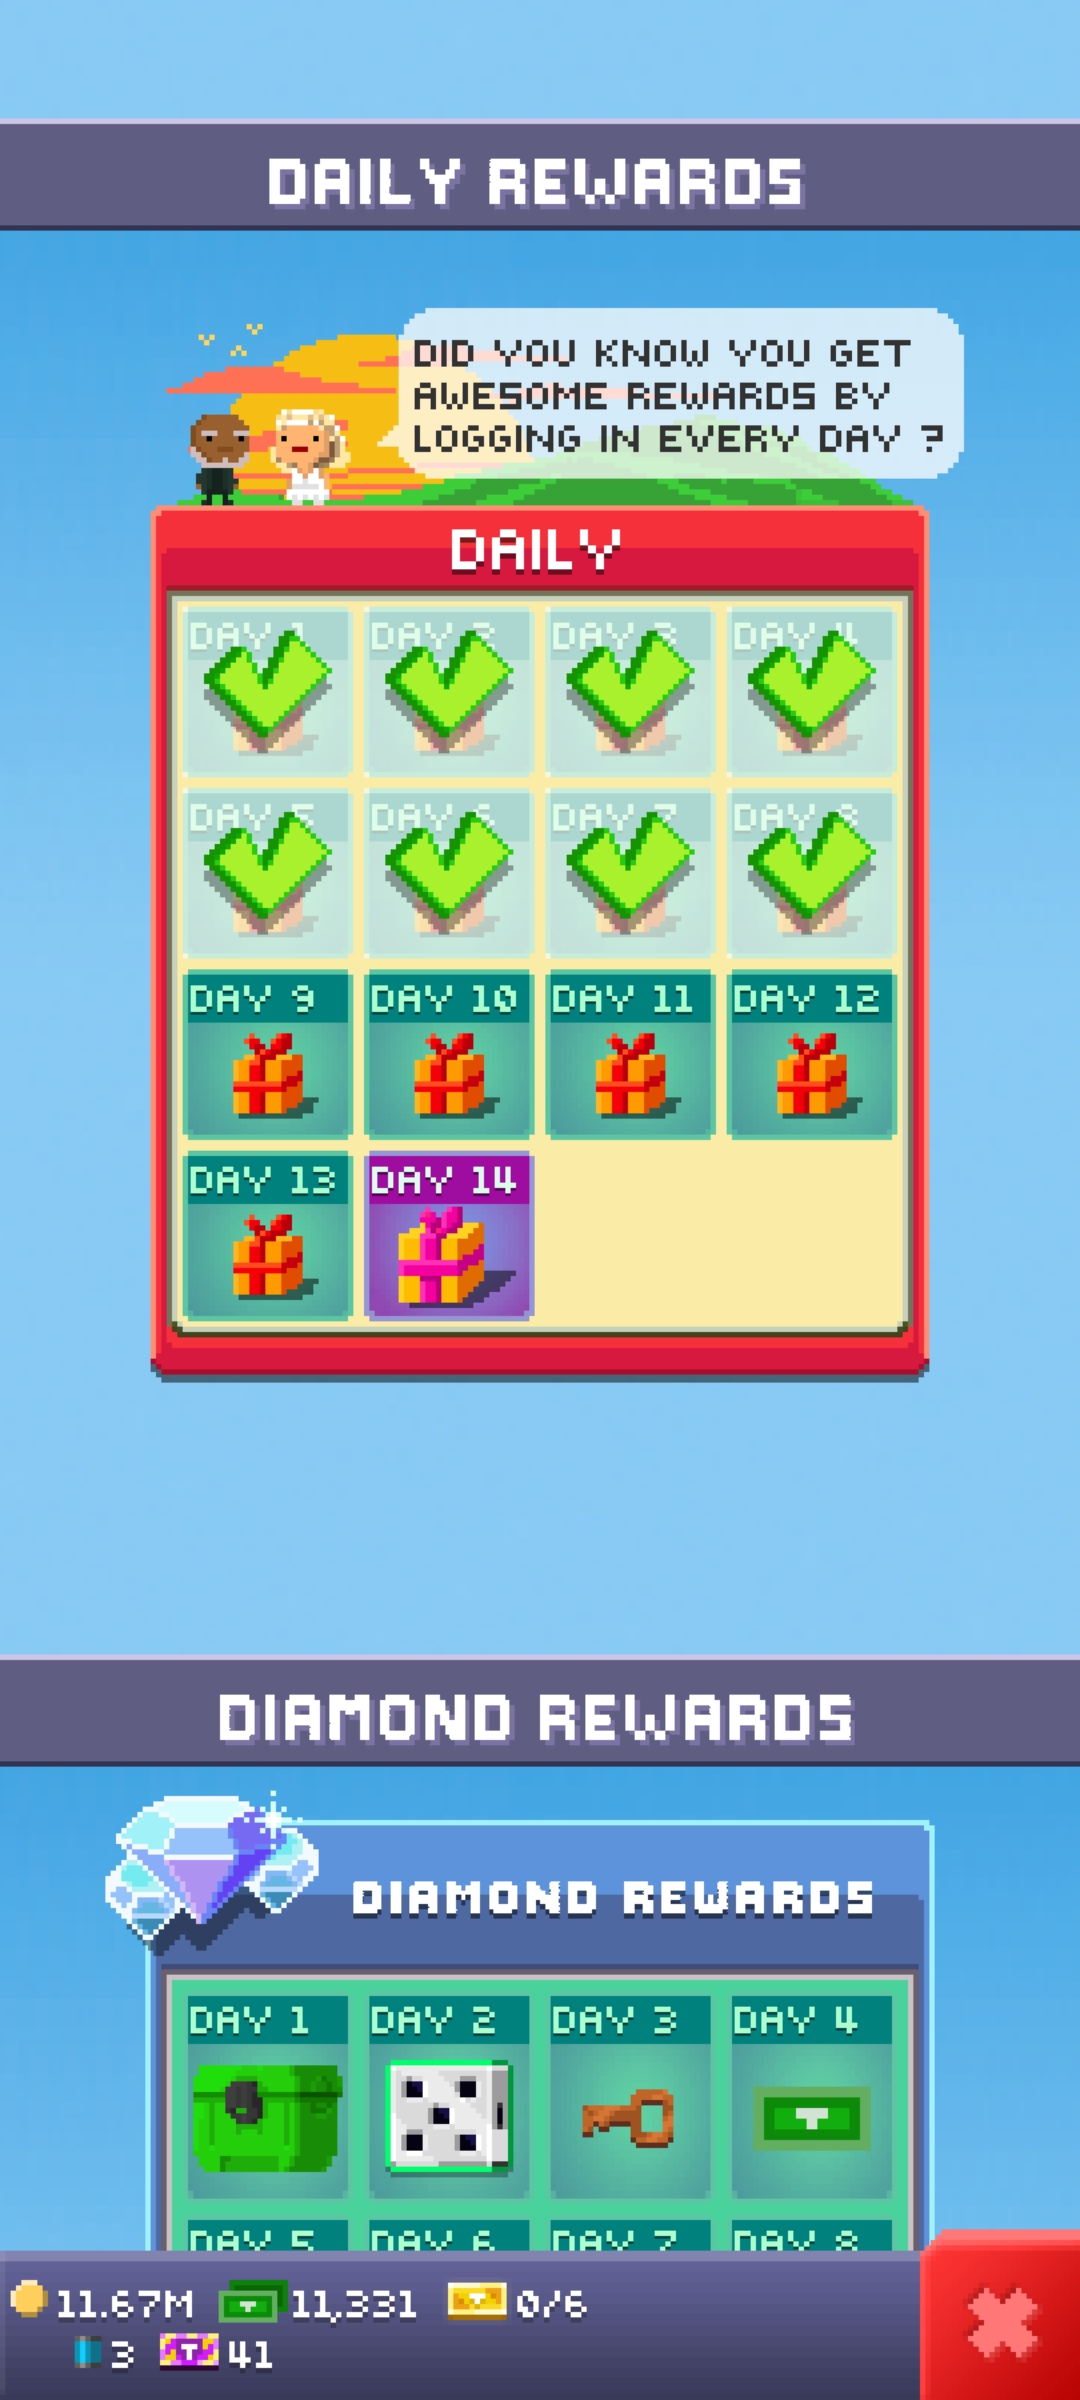 DAILY REWARDS
DID YOU KNOW YOU GET
AWESOME REWARDS BY
LOGGING IN EVERY DAY ?
DAILY
DAY 1 DAY 2 DAY 3 DAY 4
DAY 5 DAY 6 DAY 7 DAY 8
DAY 9 DAY 10 DAY 11 DAY 12
DAY 13 DAY 14
DIAMOND REWARDS
DIAMOND REWARDS
DAY 1 DAY 2 DAY 3 DAY 4
DAY 5 DAY 6 DAY 7 DAY 8
11.67M 11,331 0/6
3 41